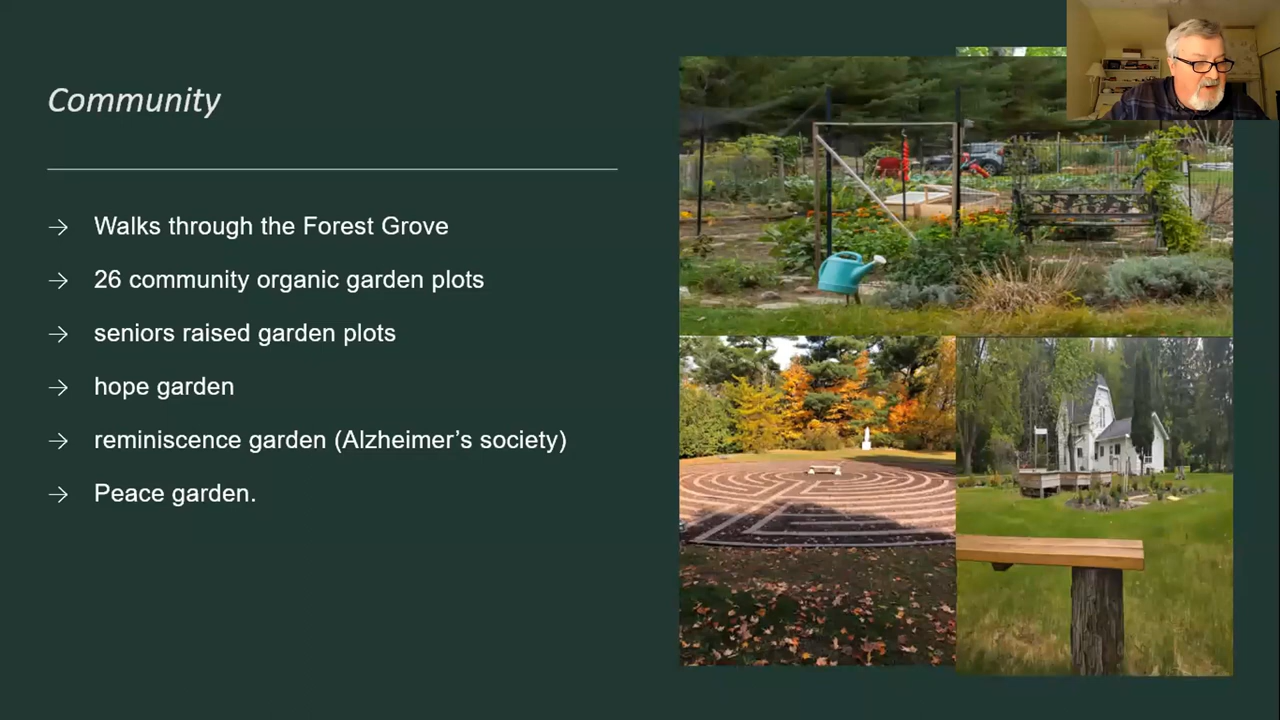 Community
→ Walks through the Forest Grove
→ 26 community organic garden plots
→ seniors raised garden plots
→ hope garden
→ reminiscence garden (Alzheimer’s society)
→ Peace garden.